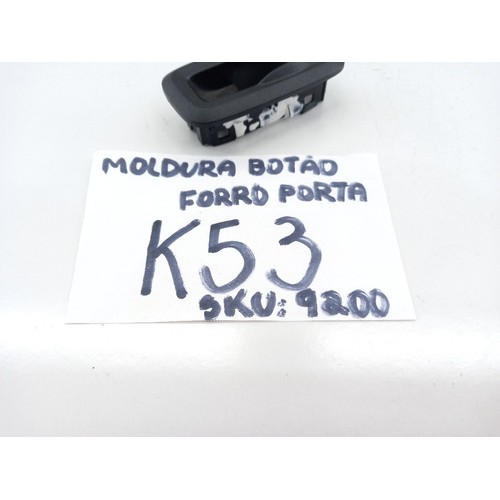 MOLDURA BOTÃO
FORRO PORTA
K53
SKU: 9200